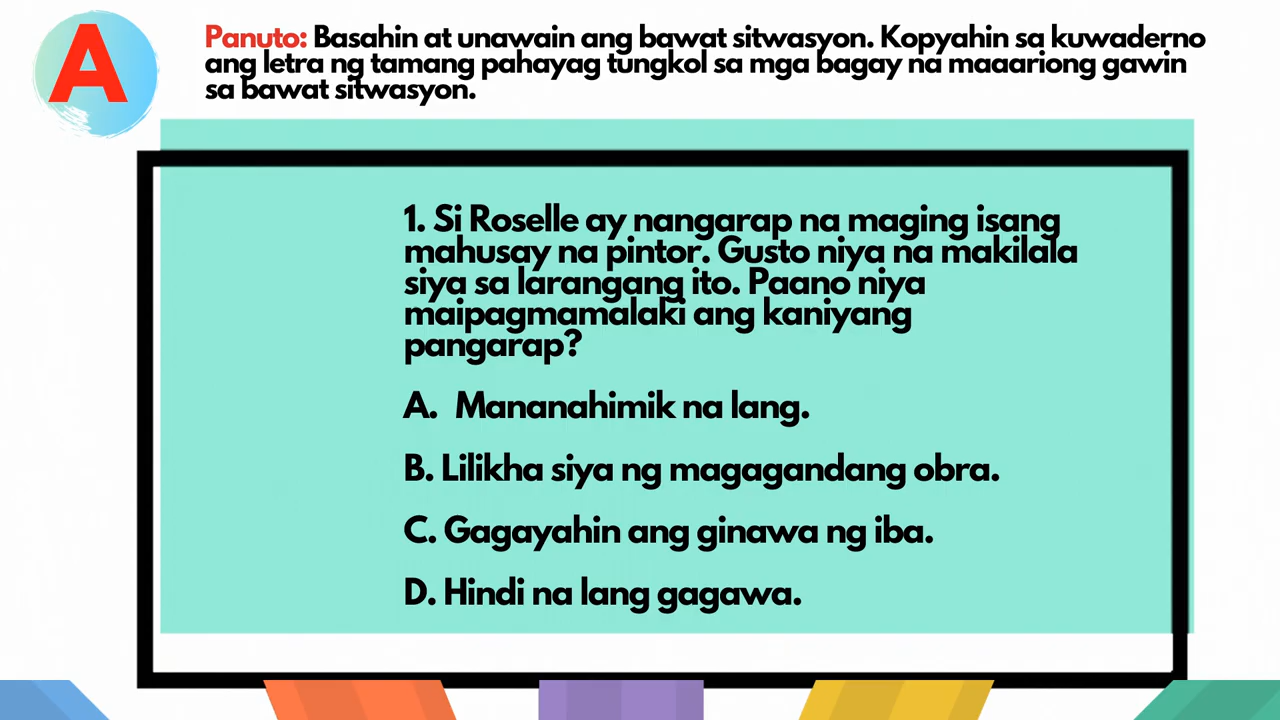 A
Panuto: Basahin at unawain ang bawat sitwasyon. Kopyahin sa kuwaderno
ang letra ng tamang pahayag tungkol sa mga bagay na maaariong gawin
sa bawat sitwasyon.
1. Si Roselle ay nangarap na maging isang
mahusay na pintor. Gusto niya na makilala
siya sa larangang ito. Paano niya
maipagmamalaki ang kaniyang
pangarap?
A. Mananahimik na lang.
B. Lilikha siya ng magagandang obra.
C. Gagayahin ang ginawa ng iba.
D. Hindi na lang gagawa.